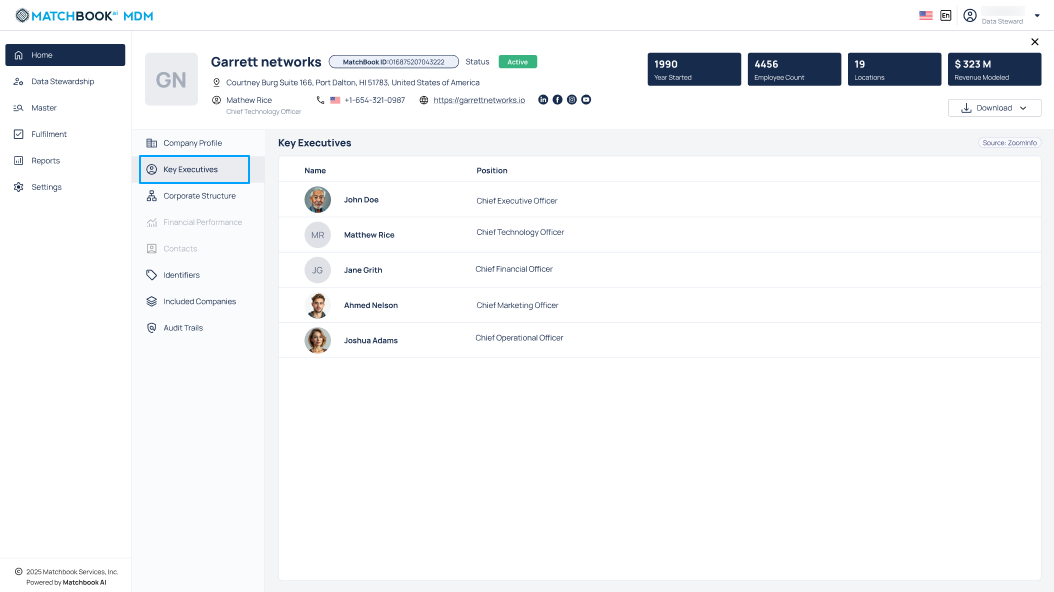 MATCHBOOK AI MDM
En
Data Steward
Home
Data Stewardship
Master
Fulfilment
Reports
Settings
GN
Garrett networks
MatchBook ID:016875207043222
Status
Active
Courtney Burg Suite 166, Port Dalton, HI 51783, United States of America
Mathew Rice
Chief Technology Officer
+1-654-321-0987
https://garrettnetworks.io
1990
Year Started
4456
Employee Count
19
Locations
$ 323 M
Revenue Modeled
Download
Company Profile
Key Executives
Corporate Structure
Financial Performance
Contacts
Identifiers
Included Companies
Audit Trails
Key Executives
Source: ZoomInfo
Name Position
John Doe Chief Executive Officer
MR Matthew Rice Chief Technology Officer
JG Jane Grith Chief Financial Officer
Ahmed Nelson Chief Marketing Officer
Joshua Adams Chief Operational Officer
© 2025 Matchbook Services, Inc.
Powered by Matchbook AI